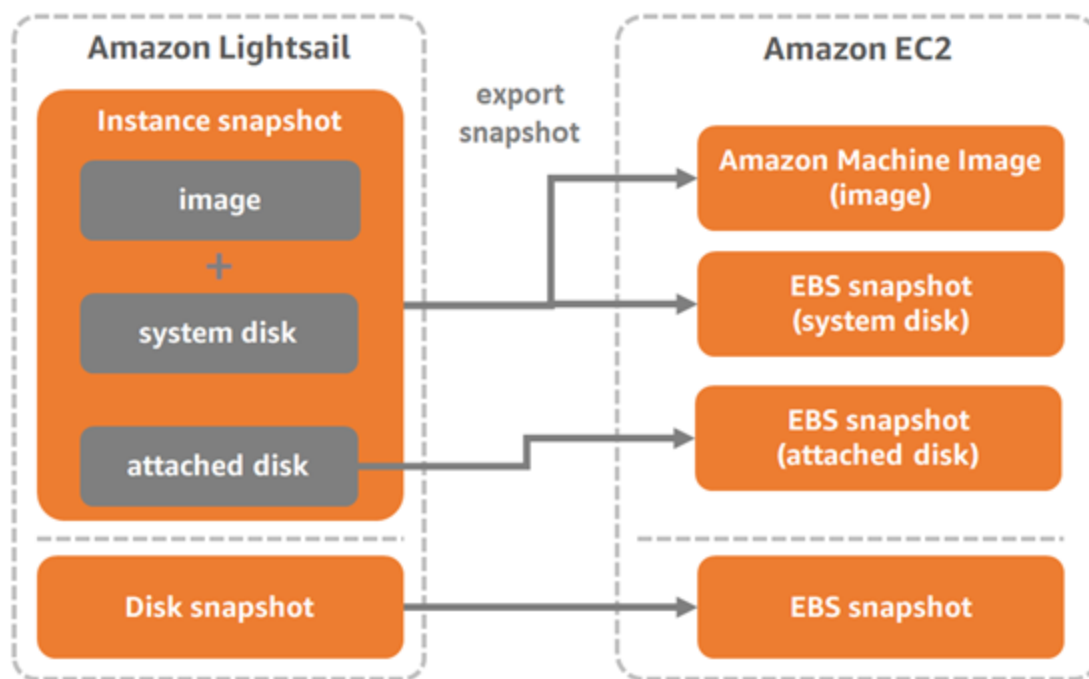 Amazon Lightsail
Instance snapshot
image
+
system disk
attached disk
Disk snapshot
export
snapshot
Amazon EC2
Amazon Machine Image
(image)
EBS snapshot
(system disk)
EBS snapshot
(attached disk)
EBS snapshot